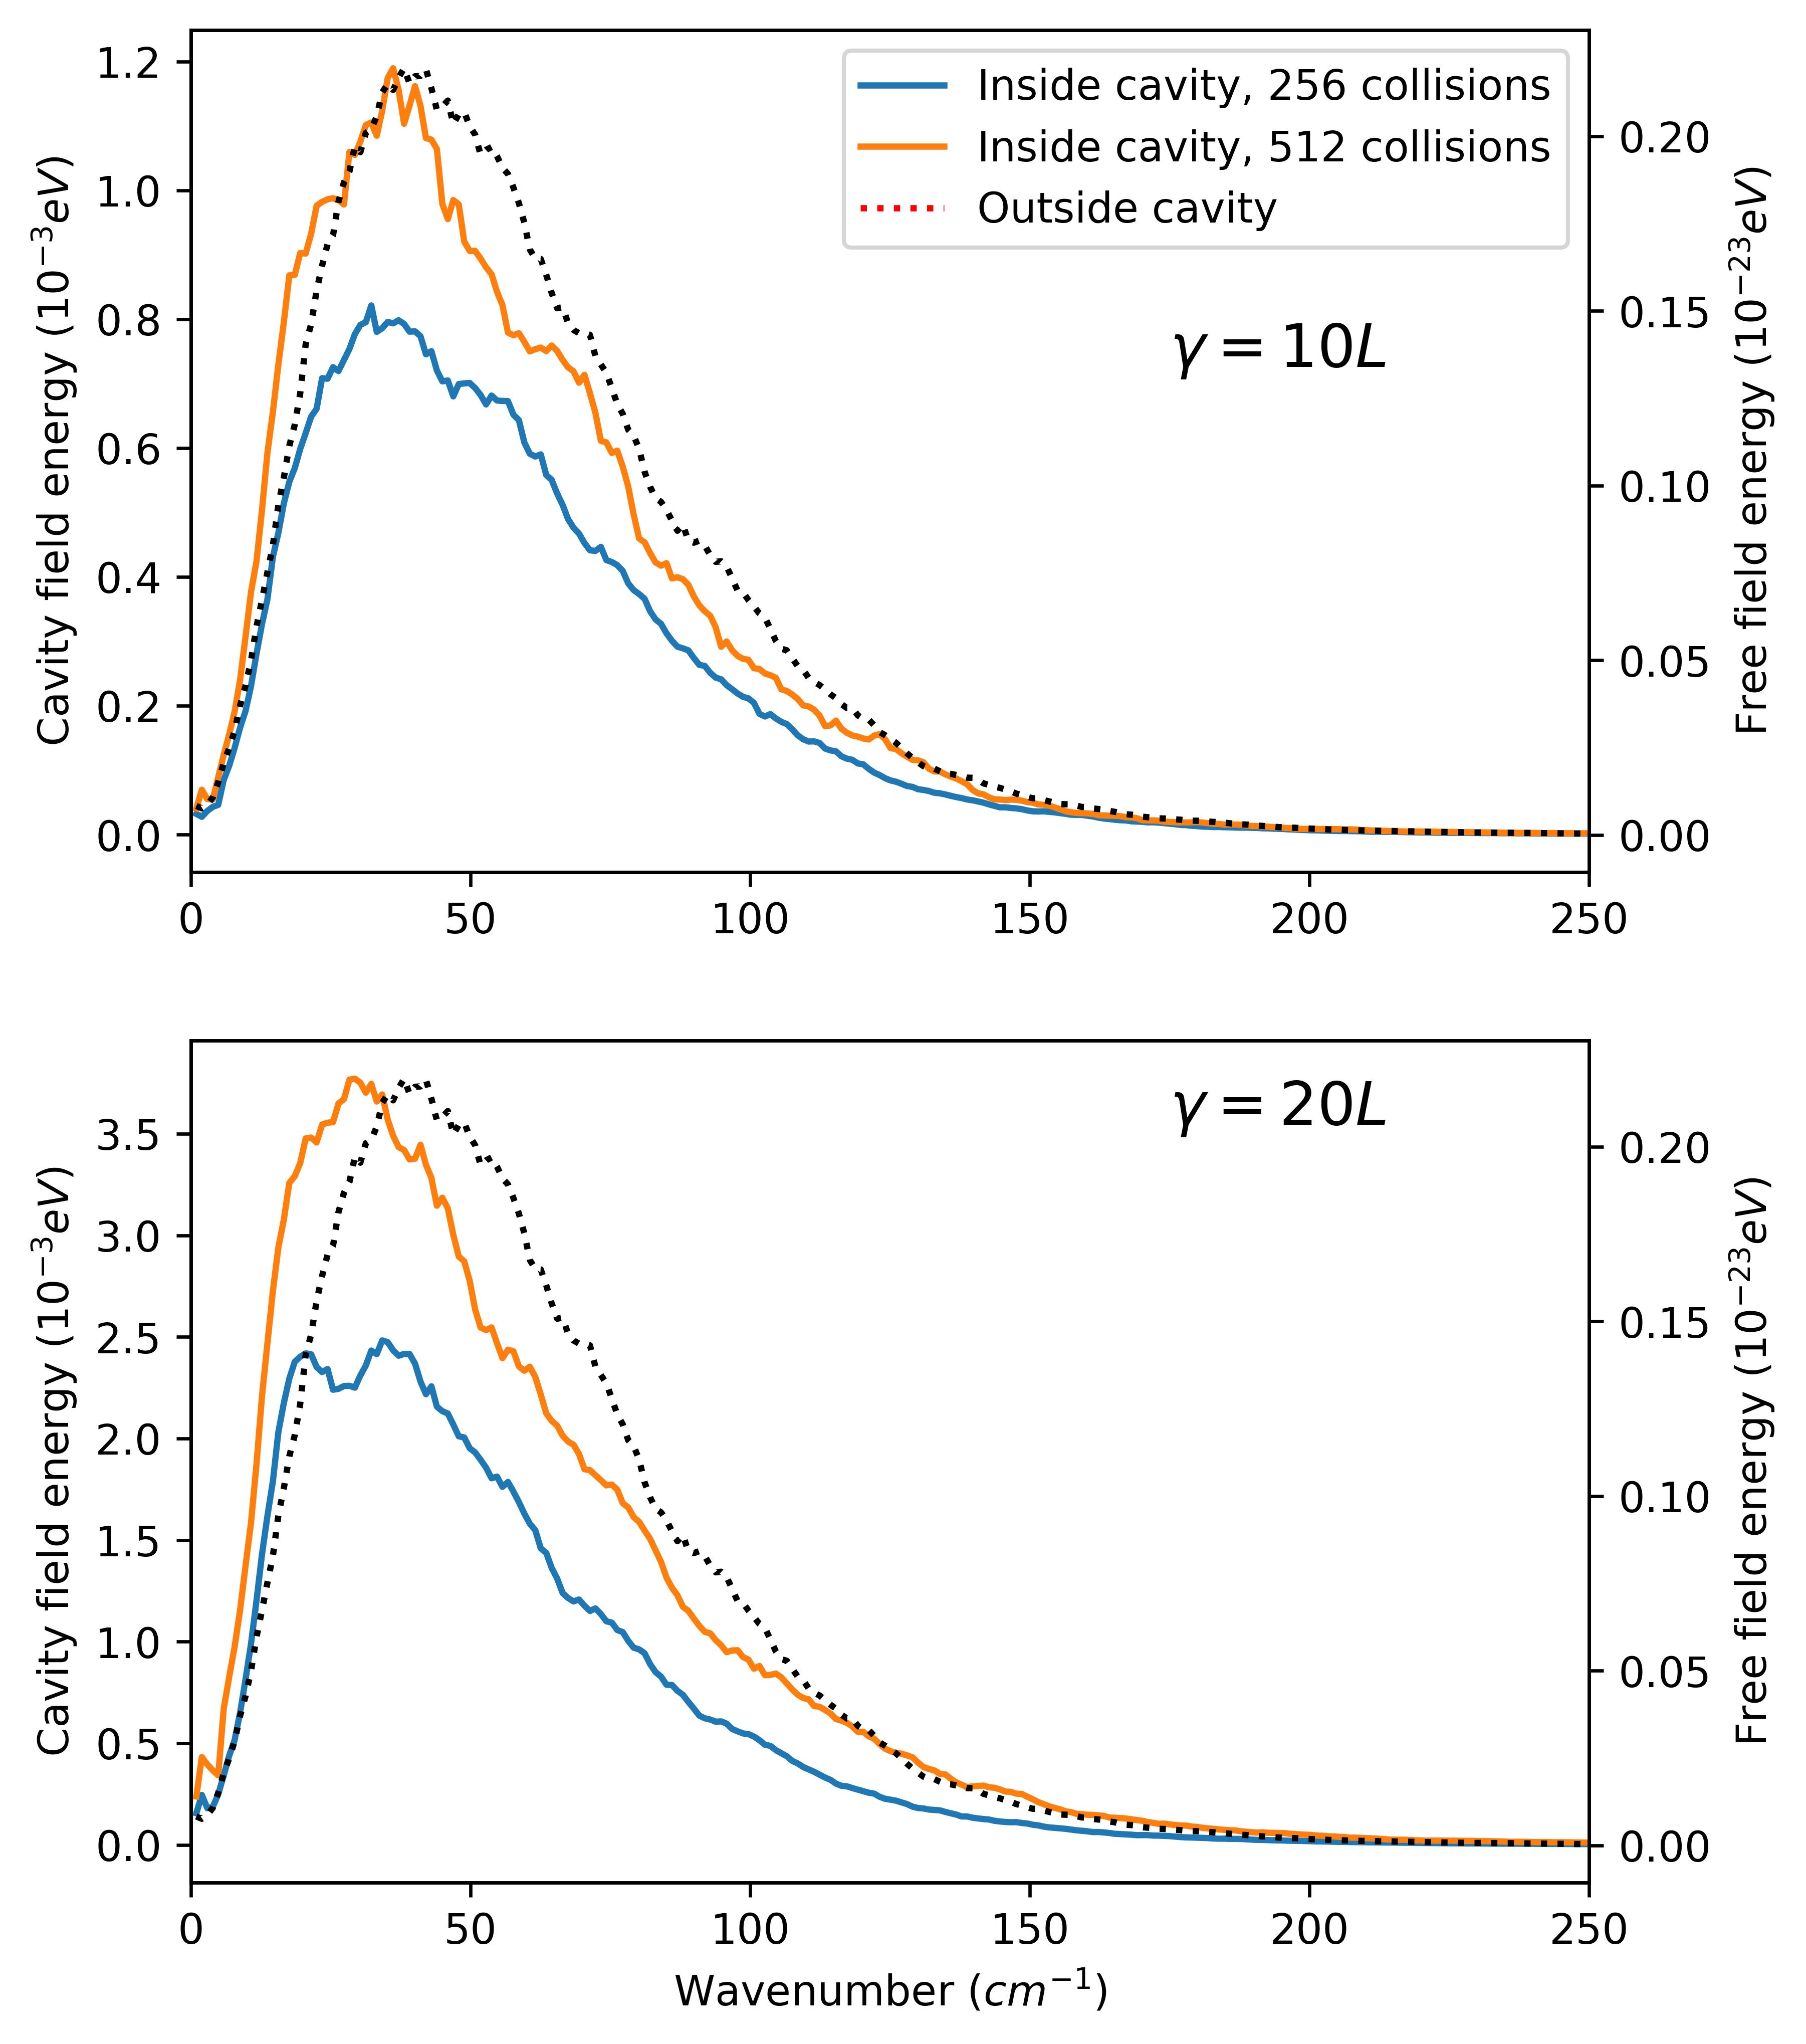 1.2
1.0
0.8
0.6
0.4
0.2
0.0
Cavity field energy (10⁻³eV)
Inside cavity, 256 collisions
Inside cavity, 512 collisions
Outside cavity
γ = 10L
0.20
0.15
0.10
0.05
0.00
Free field energy (10⁻²³eV)
0 50 100 150 200 250
3.5
3.0
2.5
2.0
1.5
1.0
0.5
0.0
Cavity field energy (10⁻³eV)
γ = 20L
0.20
0.15
0.10
0.05
0.00
Free field energy (10⁻²³eV)
0 50 100 150 200 250
Wavenumber (cm⁻¹)